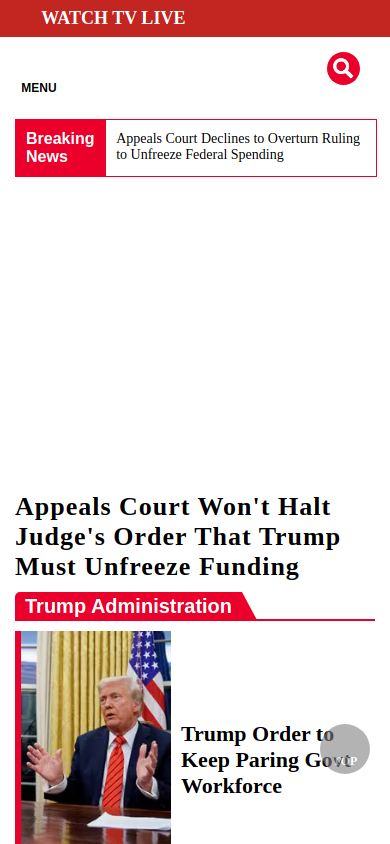 WATCH TV LIVE
MENU
Breaking
News
Appeals Court Declines to Overturn Ruling
to Unfreeze Federal Spending
Appeals Court Won't Halt
Judge's Order That Trump
Must Unfreeze Funding
Trump Administration
Trump Order to
Keep Paring Govt
Workforce
UP